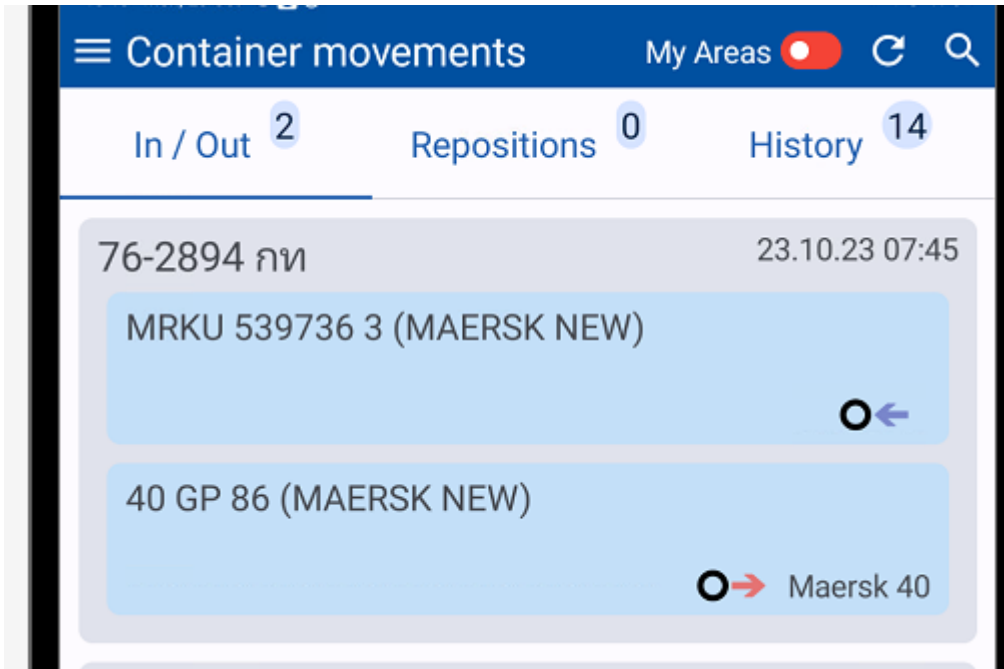 Container movements My Areas
In / Out 2 Repositions 0 History 14
76-2894 กท 23.10.23 07:45
MRKU 539736 3 (MAERSK NEW)
40 GP 86 (MAERSK NEW)
Maersk 40